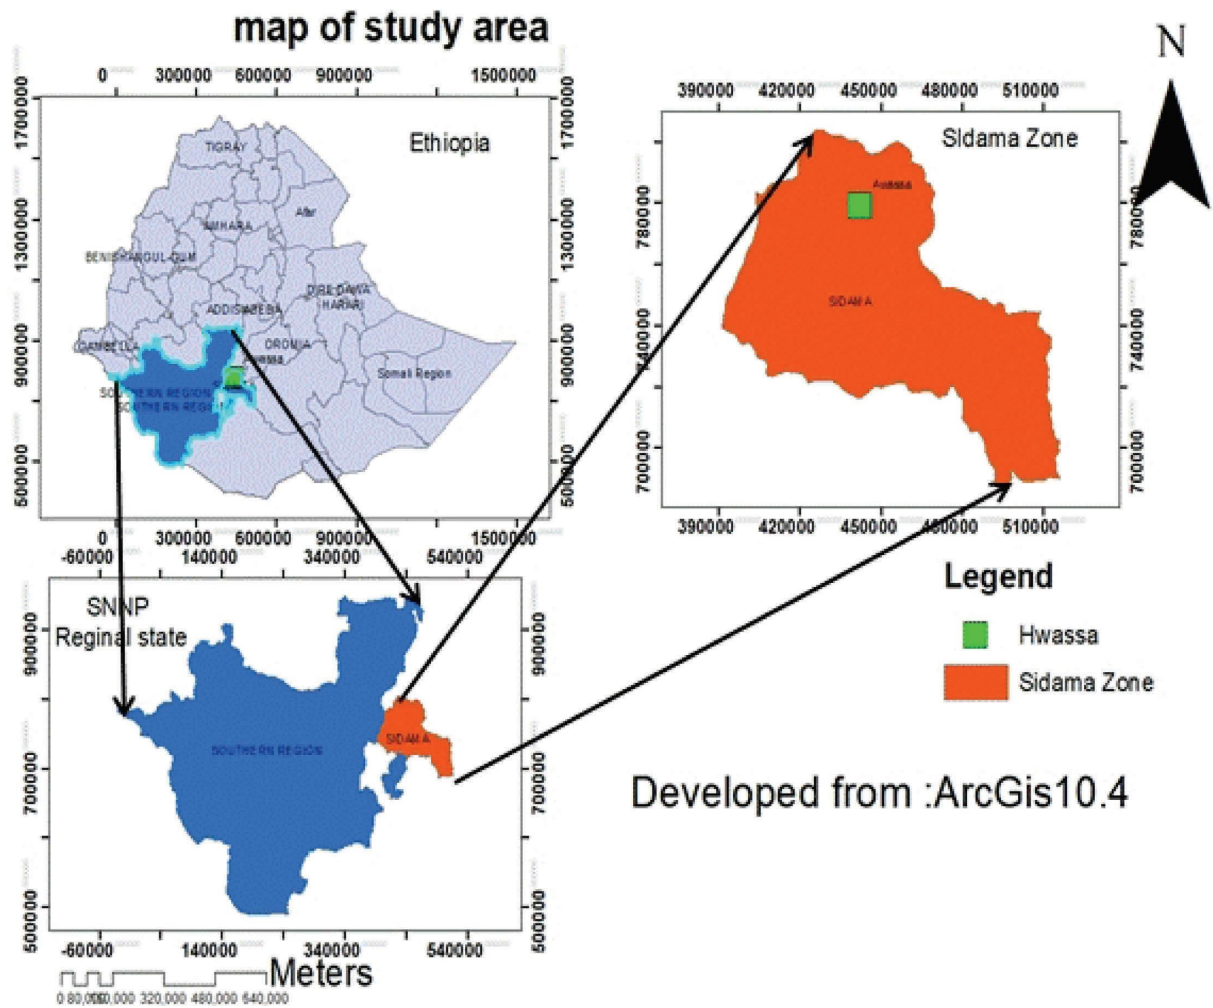 map of study area
N
0 300000 600000 900000 1500000
390000 420000 450000 480000 510000
1700000
1300000
900000
500000
1700000
1300000
900000
500000
Ethiopia
TIGRAY
Afar
AMHARA
BENISHANGUL-GUM
DIRE-DAWA
HARARI
OROMIA
GAMBELLA
Awassa
Somali Region
SOUTHERN REGION
SOUTHERN REGION
0 300000 600000 900000 1500000
SIdama Zone
Awassa
SIDAMA
780000
740000
700000
780000
740000
700000
390000 420000 450000 480000 510000
-60000 140000 340000 540000
SNNP
Reginal state
SOUTHERN REGION
SIDAMA
900000
700000
500000
900000
700000
500000
-60000 140000 340000 540000
Meters
320,000 480,000 640,000
Legend
Hwassa
Sidama Zone
Developed from :ArcGis10.4